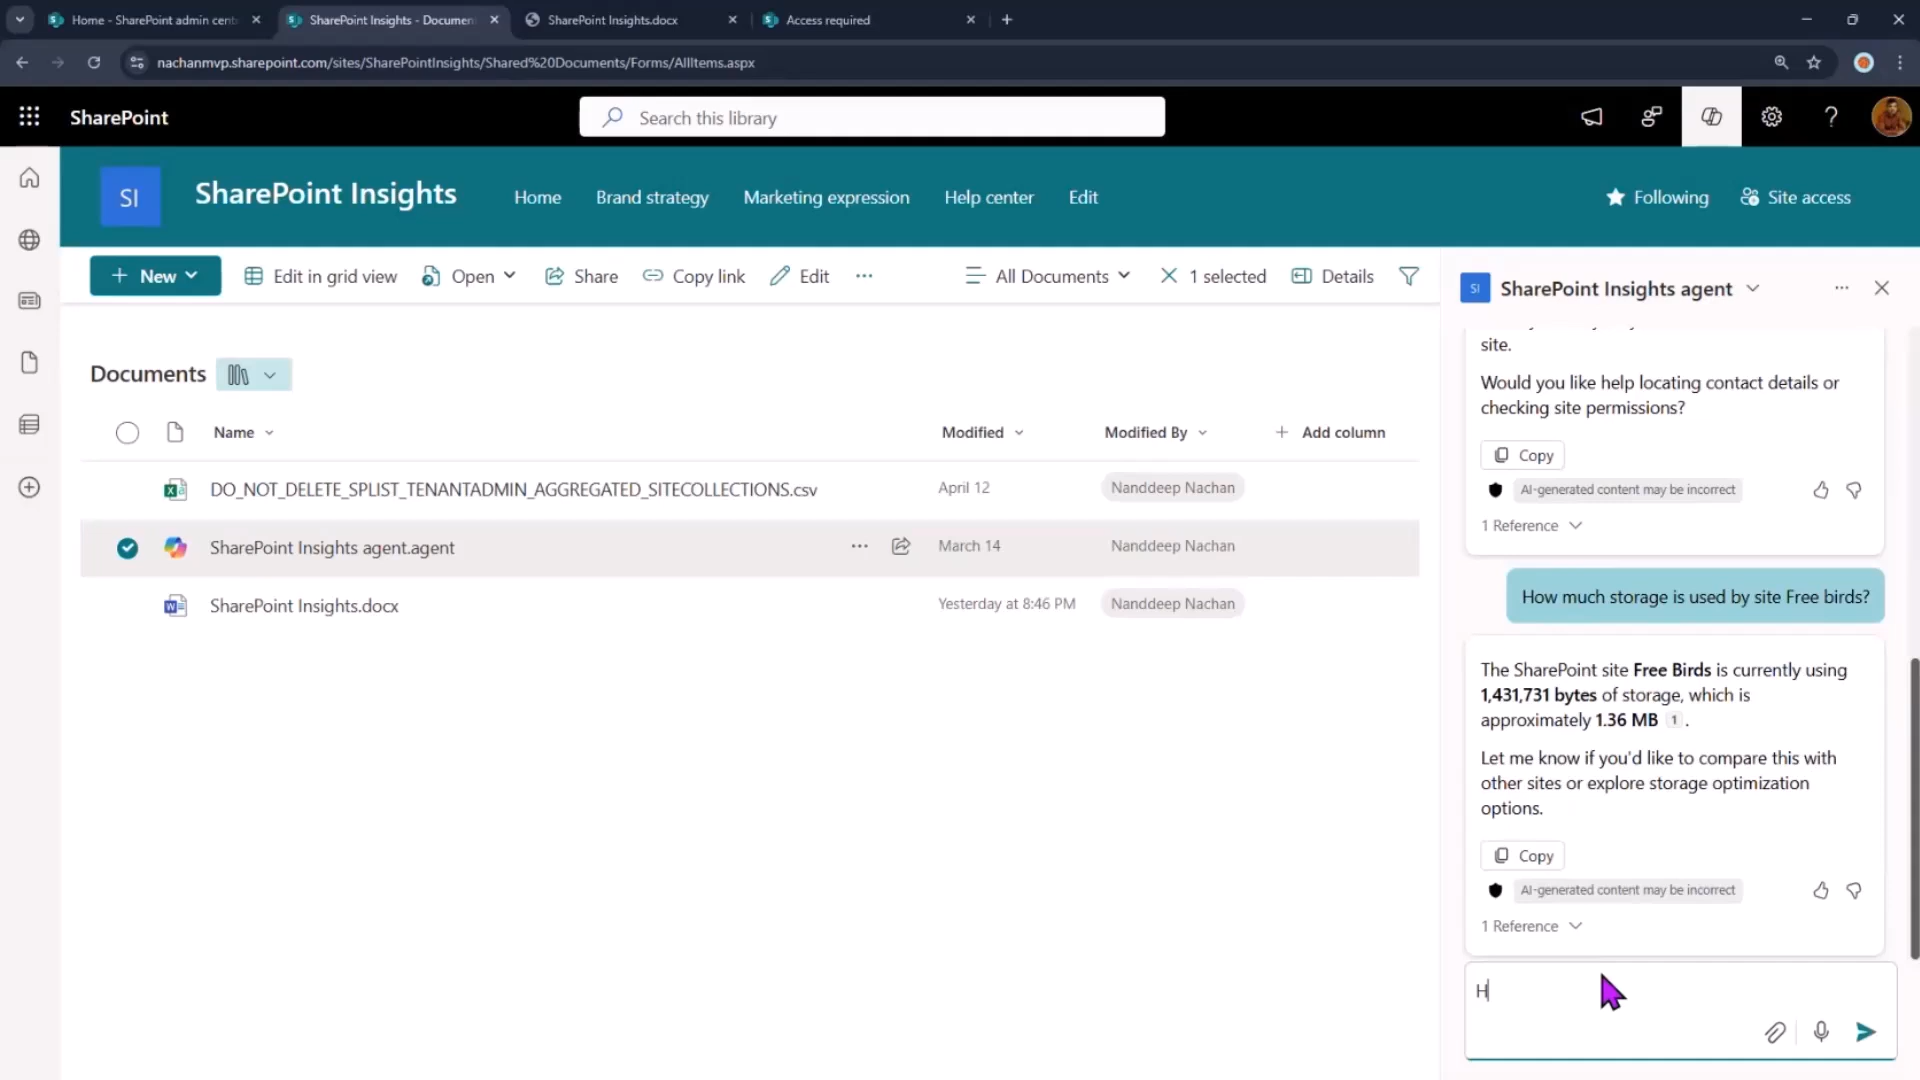 Home - SharePoint admin cent
SharePoint Insights - Documen
SharePoint Insights.docx
Access required
nachanmvp.sharepoint.com/sites/SharePointInsights/Shared%20Documents/Forms/AllItems.aspx
SharePoint
Search this library
SI
SharePoint Insights
Home
Brand strategy
Marketing expression
Help center
Edit
Following
Site access
New
Edit in grid view
Open
Share
Copy link
Edit
All Documents
1 selected
Details
Documents
Name
Modified
Modified By
Add column
DO_NOT_DELETE_SPLIST_TENANTADMIN_AGGREGATED_SITECOLLECTIONS.csv
April 12
Nanddeep Nachan
SharePoint Insights agent.agent
March 14
Nanddeep Nachan
SharePoint Insights.docx
Yesterday at 8:46 PM
Nanddeep Nachan
SI
SharePoint Insights agent
site.
Would you like help locating contact details or
checking site permissions?
Copy
AI-generated content may be incorrect
1 Reference
How much storage is used by site Free birds?
The SharePoint site Free Birds is currently using
1,431,731 bytes of storage, which is
approximately 1.36 MB 1 .
Let me know if you'd like to compare this with
other sites or explore storage optimization
options.
Copy
AI-generated content may be incorrect
1 Reference
H